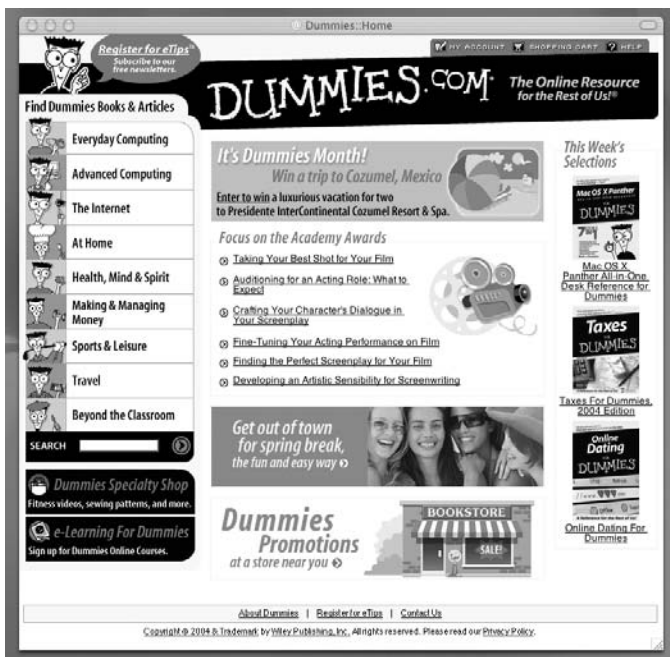 Dummies::Home
Register for eTips™
Subscribe to our
free newsletters.
MY ACCOUNT
SHOPPING CART
HELP
DUMMIES.COM®
The Online Resource
for the Rest of Us!®
Find Dummies Books & Articles
Everyday Computing
Advanced Computing
The Internet
At Home
Health, Mind & Spirit
Making & Managing
Money
Sports & Leisure
Travel
Beyond the Classroom
SEARCH
Dummies Specialty Shop
Fitness videos, sewing patterns, and more.
e-Learning For Dummies
Sign up for Dummies Online Courses.
It's Dummies Month!
Win a trip to Cozumel, Mexico
Enter to win a luxurious vacation for two
to Presidente InterContinental Cozumel Resort & Spa.
Focus on the Academy Awards
Taking Your Best Shot for Your Film
Auditioning for an Acting Role: What to
Expect
Crafting Your Character's Dialogue in
Your Screenplay
Fine-Tuning Your Acting Performance on Film
Finding the Perfect Screenplay for Your Film
Developing an Artistic Sensibility for Screenwriting
Get out of town
for spring break,
the fun and easy way
Dummies
Promotions
at a store near you
BOOKSTORE
SALE!
This Week's
Selections
Mac OS X Panther
DUMMIES
Mac OS X
Panther All-in-One
Desk Reference for
Dummies
Taxes
DUMMIES
Taxes For Dummies,
2004 Edition
Online
Dating
DUMMIES
Online Dating For
Dummies
About Dummies | Register for eTips | Contact Us
Copyright © 2004 & Trademark by Wiley Publishing, Inc. All rights reserved. Please read our Privacy Policy.